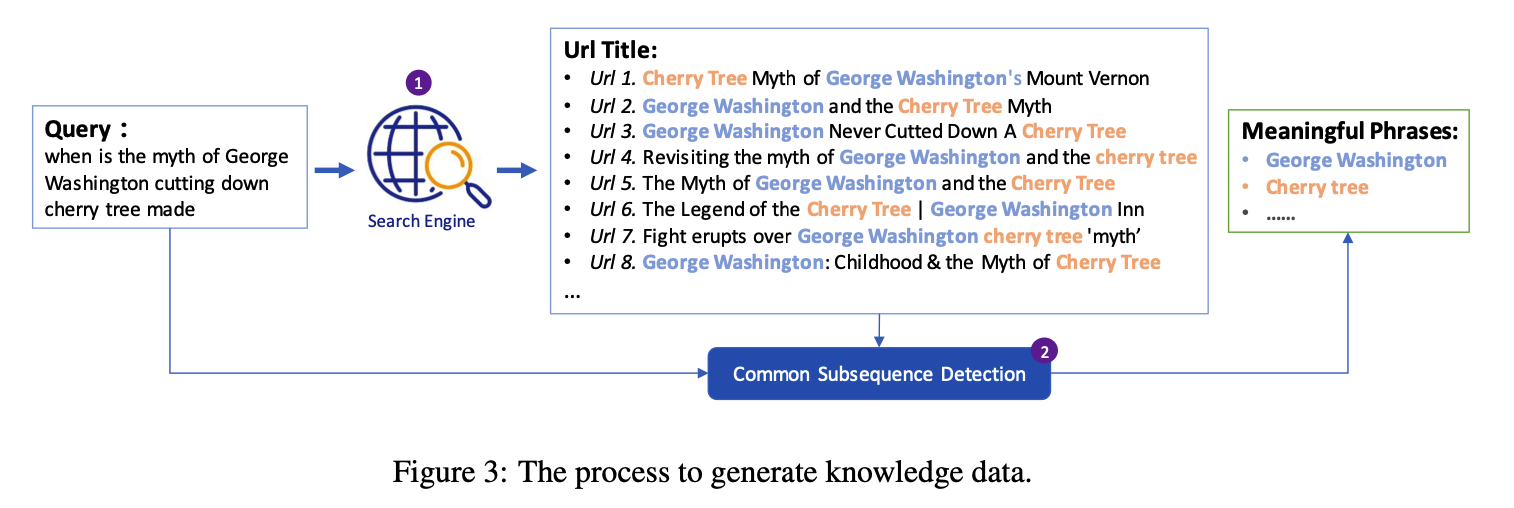 Query：
when is the myth of George
Washington cutting down
cherry tree made
1
Search Engine
Url Title:
• Url 1. Cherry Tree Myth of George Washington's Mount Vernon
• Url 2. George Washington and the Cherry Tree Myth
• Url 3. George Washington Never Cutted Down A Cherry Tree
• Url 4. Revisiting the myth of George Washington and the cherry tree
• Url 5. The Myth of George Washington and the Cherry Tree
• Url 6. The Legend of the Cherry Tree | George Washington Inn
• Url 7. Fight erupts over George Washington cherry tree 'myth’
• Url 8. George Washington: Childhood & the Myth of Cherry Tree
...
2
Common Subsequence Detection
Meaningful Phrases:
• George Washington
• Cherry tree
• ......
Figure 3: The process to generate knowledge data.